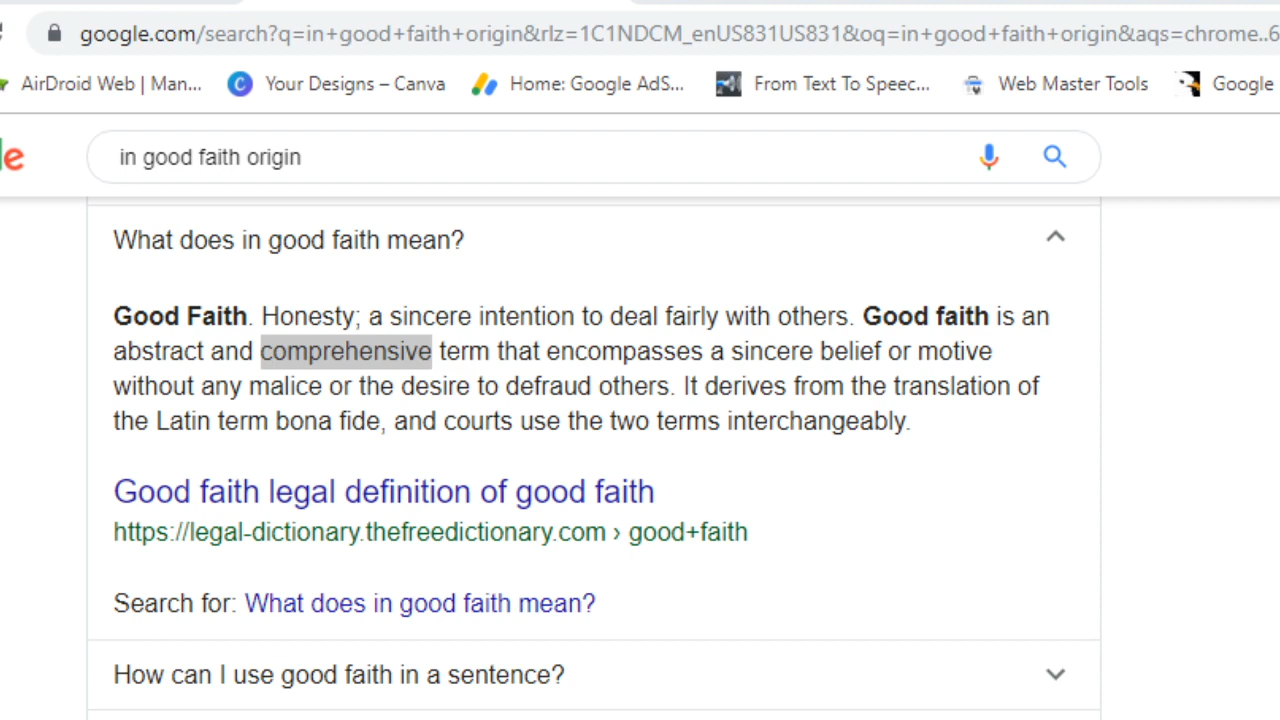 google.com/search?q=in+good+faith+origin&rlz=1C1NDCM_enUS831US831&oq=in+good+faith+origin&aqs=chrome..6
AirDroid Web | Man... Your Designs – Canva Home: Google AdS... From Text To Speec... Web Master Tools Google
e in good faith origin
What does in good faith mean?
Good Faith. Honesty; a sincere intention to deal fairly with others. Good faith is an
abstract and comprehensive term that encompasses a sincere belief or motive
without any malice or the desire to defraud others. It derives from the translation of
the Latin term bona fide, and courts use the two terms interchangeably.
Good faith legal definition of good faith
https://legal-dictionary.thefreedictionary.com › good+faith
Search for: What does in good faith mean?
How can I use good faith in a sentence?